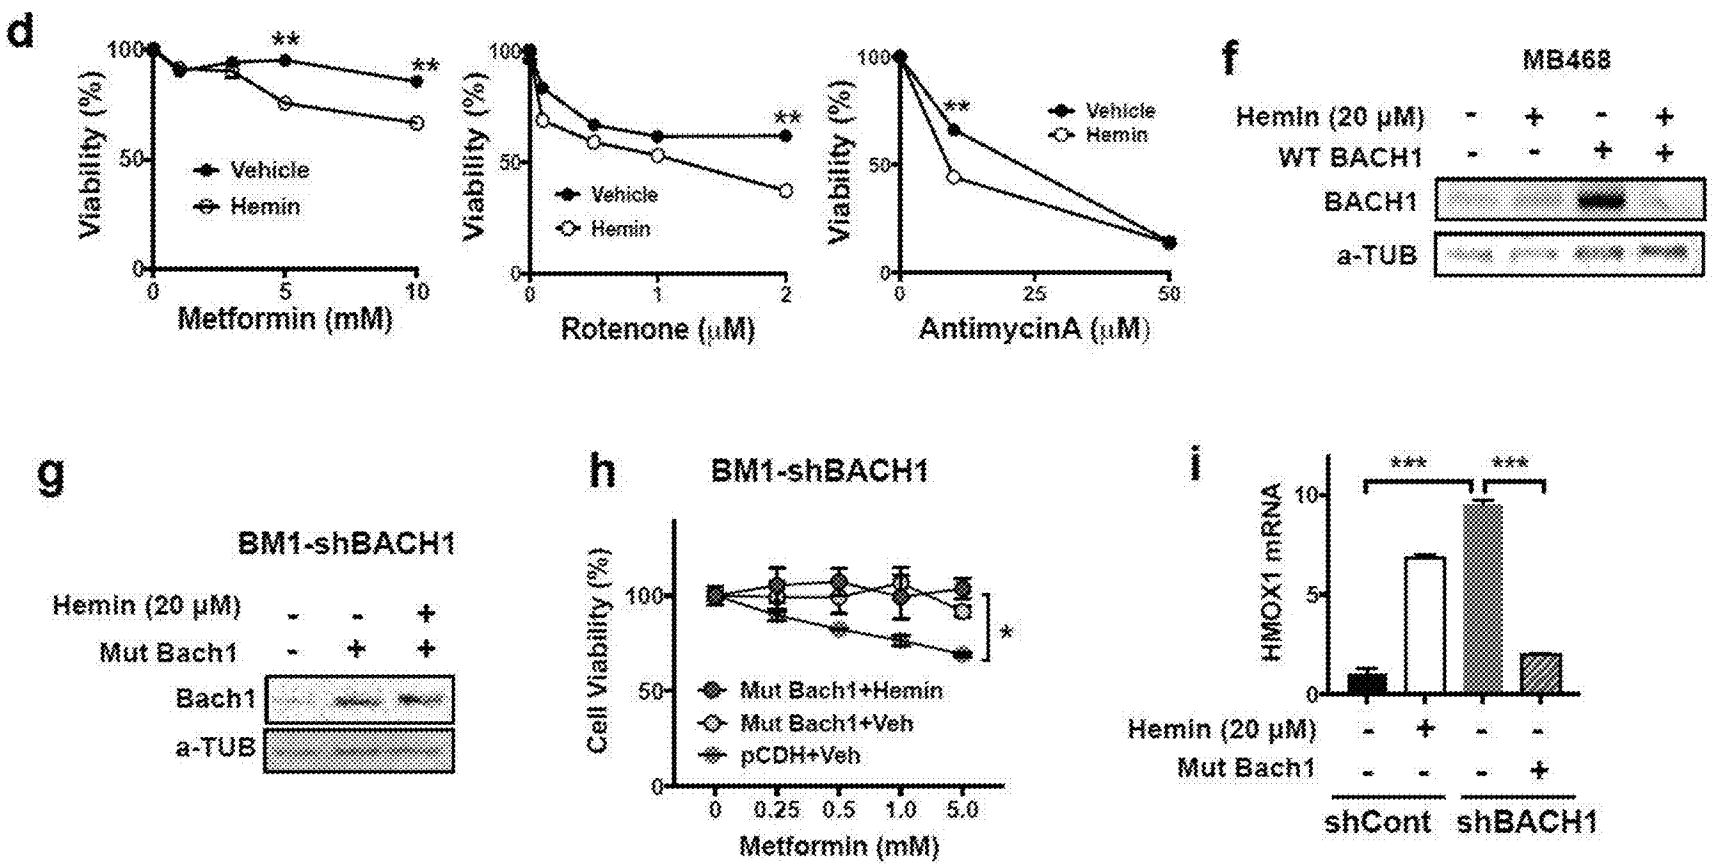 d
Viability (%)
100
50
0
** **
Vehicle
Hemin
0 5 10
Metformin (mM)
Viability (%)
100
50
0
**
Vehicle
Hemin
0 1 2
Rotenone (μM)
Viability (%)
100
50
0
**
Vehicle
Hemin
0 25 50
AntimycinA (μM)
f
MB468
Hemin (20 μM) - + - +
WT BACH1 - - + +
BACH1
a-TUB
g
BM1-shBACH1
Hemin (20 μM) - - +
Mut Bach1 - + +
Bach1
a-TUB
h
BM1-shBACH1
Cell Viability (%)
100
50
0
*
Mut Bach1+Hemin
Mut Bach1+Veh
pCDH+Veh
0 0.25 0.5 1.0 5.0
Metformin (mM)
i
HMOX1 mRNA
10
5
0
*** ***
Hemin (20 μM) - + - -
Mut Bach1 - - - +
shCont shBACH1